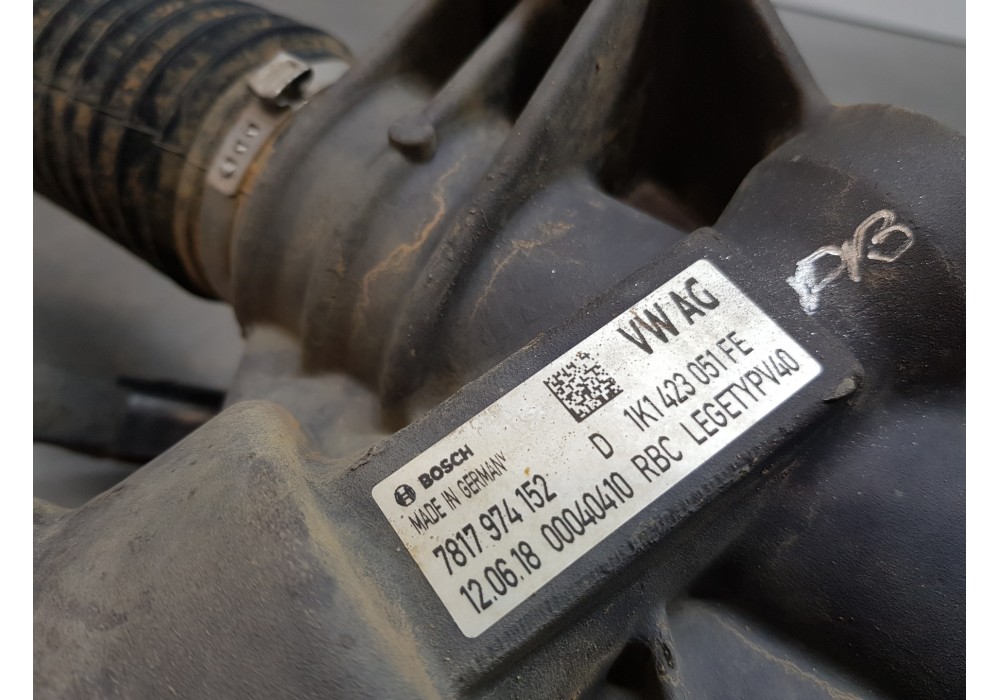 VW AG
BOSCH
MADE IN GERMANY
D 1K1 423 051 FE
7817 974 152
12.06.18 00040410 RBC LEGETYPV40